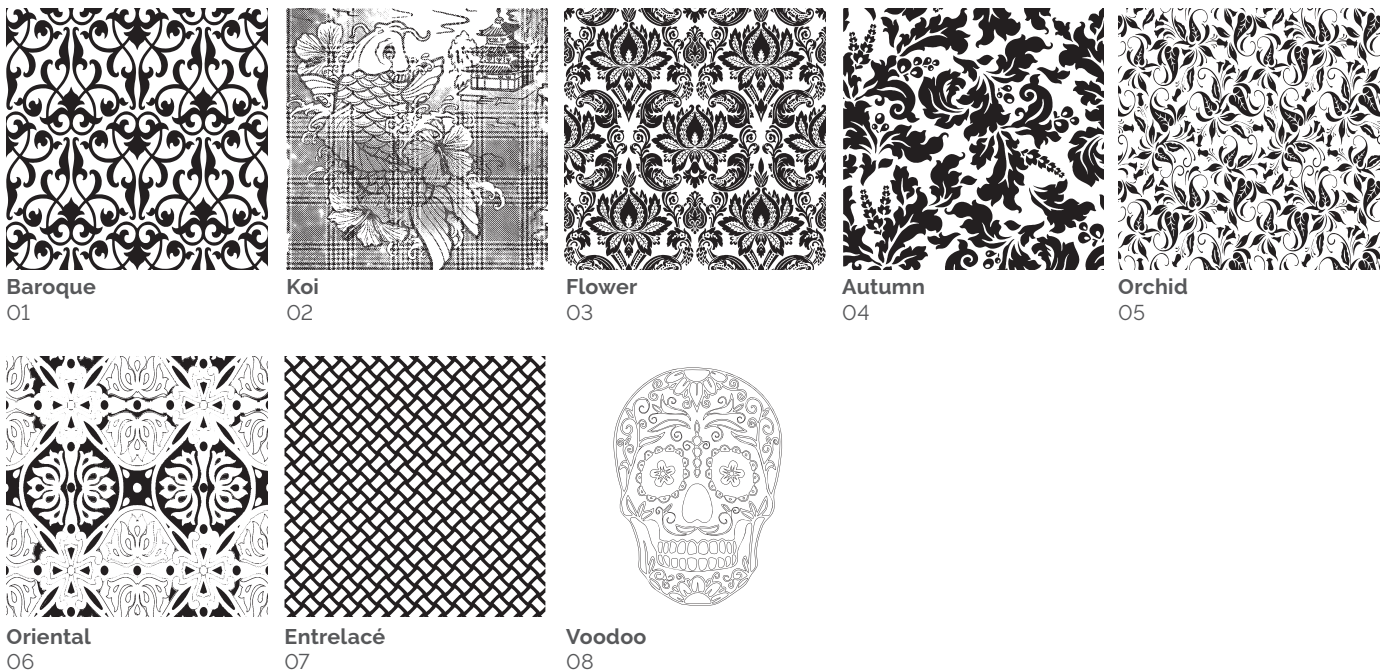 Baroque
01
Koi
02
Flower
03
Autumn
04
Orchid
05
Oriental
06
Entrelacé
07
Voodoo
08